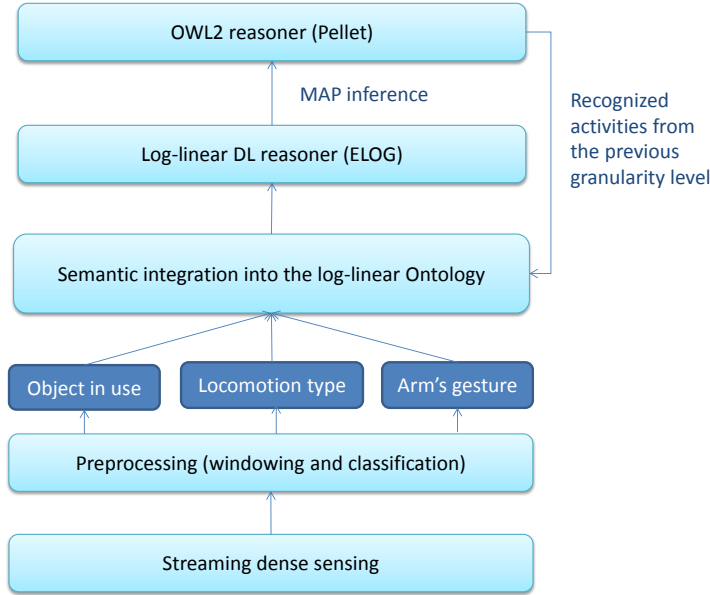 OWL2 reasoner (Pellet)
MAP inference
Recognized
activities from
the previous
granularity level
Log-linear DL reasoner (ELOG)
Semantic integration into the log-linear Ontology
Object in use
Locomotion type
Arm's gesture
Preprocessing (windowing and classification)
Streaming dense sensing